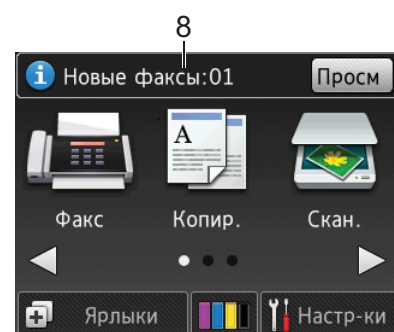 8
Новые факсы:01 Просм
Факс Копир. Скан.
Ярлыки Настр-ки